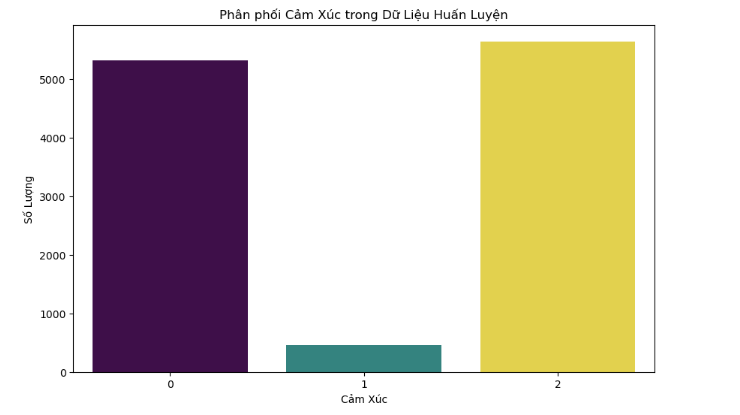 Phân phối Cảm Xúc trong Dữ Liệu Huấn Luyện
Số Lượng
5000
4000
3000
2000
1000
0
0 1 2
Cảm Xúc